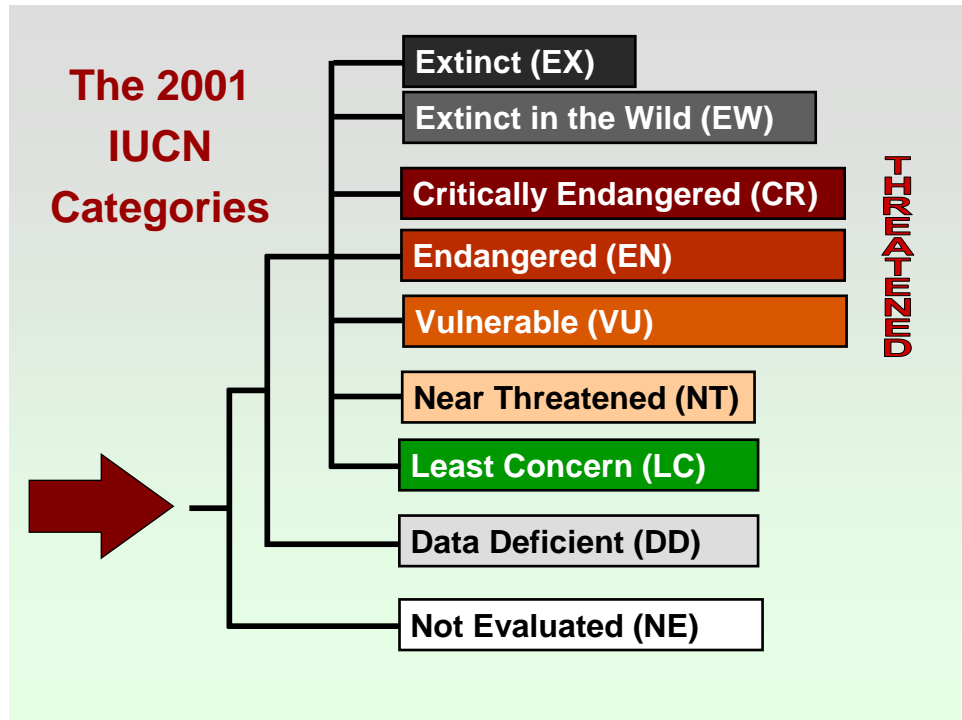 The 2001
IUCN
Categories
Extinct (EX)
Extinct in the Wild (EW)
Critically Endangered (CR)
Endangered (EN)
Vulnerable (VU)
THREATENED
Near Threatened (NT)
Least Concern (LC)
Data Deficient (DD)
Not Evaluated (NE)